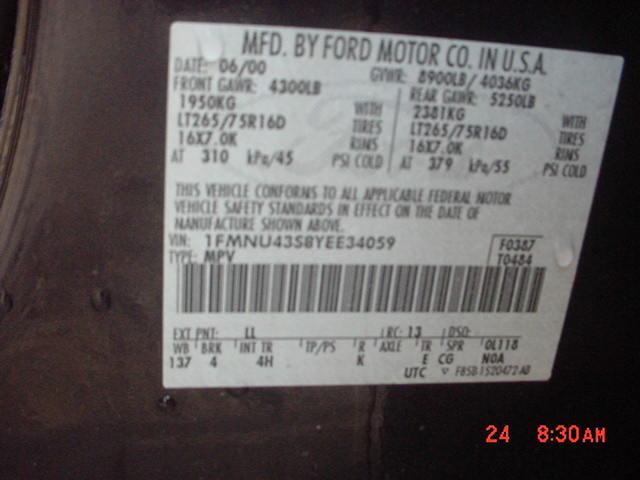 MFD. BY FORD MOTOR CO. IN U.S.A.
DATE: 06/00 GVWR: 8900LB/ 4036KG
FRONT GAWR: 4300LB REAR GAWR: 5250LB
1950KG WITH 2381KG WITH
LT265/75R16D TIRES LT265/75R16D TIRES
16X7.0K RIMS 16X7.0K RIMS
AT 310 kPa/45 PSI COLD AT 379 kPa/55 PSI COLD
THIS VEHICLE CONFORMS TO ALL APPLICABLE FEDERAL MOTOR
VEHICLE SAFETY STANDARDS IN EFFECT ON THE DATE OF
MANUFACTURE SHOWN ABOVE.
VIN: 1FMNU43S8YEE34059 F0387
TYPE: MPV T0484
EXT PNT: LL RC: 13 DSO:
WB BRK INT TR TP/PS R AXLE TR SPR 0L118
137 4 4H K E CG N0A
UTC F85B-1520472-AB
24 8:30AM